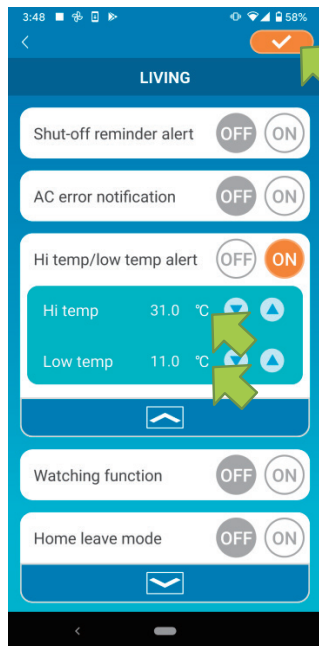 3:48 58%
LIVING
Shut-off reminder alert OFF ON
AC error notification OFF ON
Hi temp/low temp alert OFF ON
Hi temp 31.0 ℃
Low temp 11.0 ℃
Watching function OFF ON
Home leave mode OFF ON